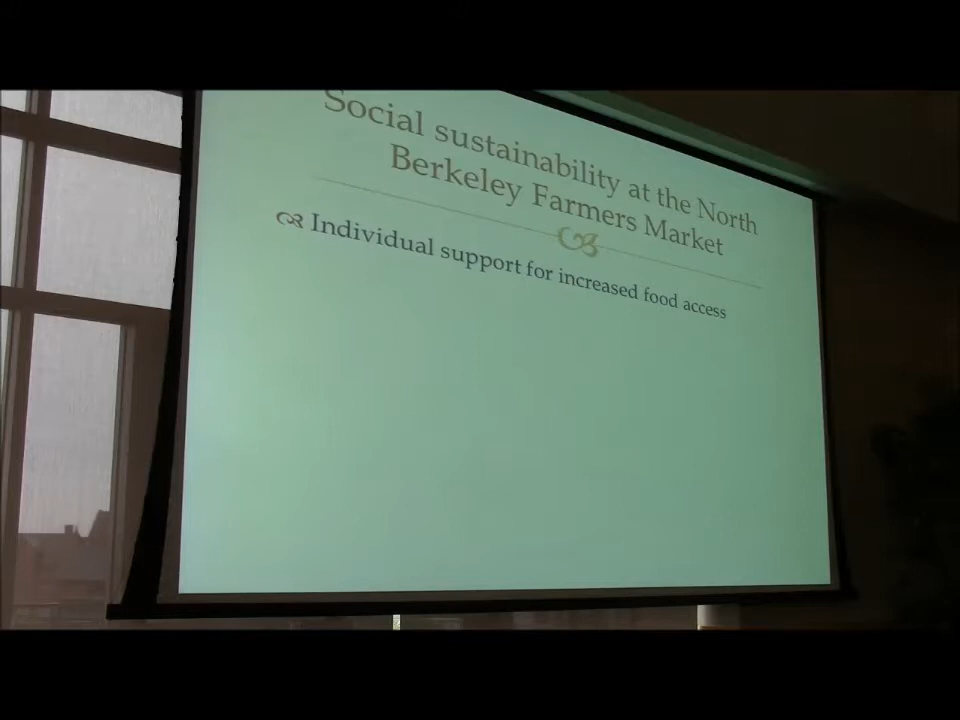 Social sustainability at the North
Berkeley Farmers Market
Individual support for increased food access